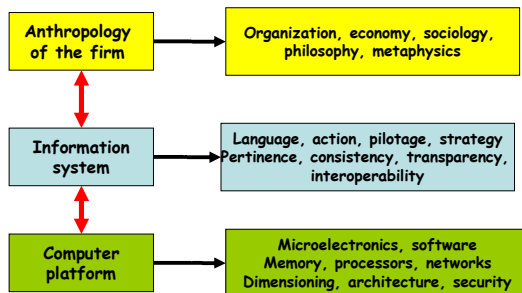 Anthropology
of the firm
Organization, economy, sociology,
philosophy, metaphysics
Information
system
Language, action, pilotage, strategy
Pertinence, consistency, transparency,
interoperability
Computer
platform
Microelectronics, software
Memory, processors, networks
Dimensioning, architecture, security